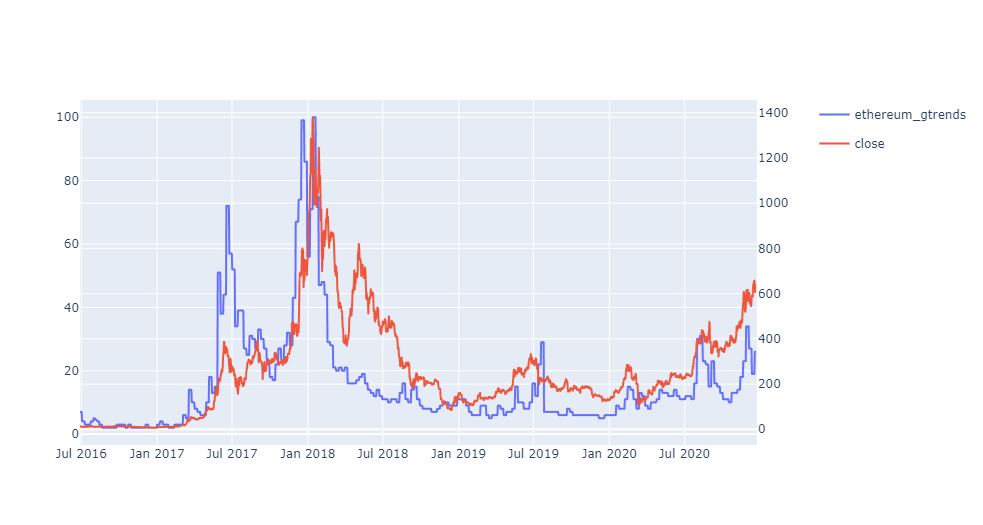 ethereum_gtrends
close
100
80
60
40
20
0
1400
1200
1000
800
600
400
200
0
Jul 2016
Jan 2017
Jul 2017
Jan 2018
Jul 2018
Jan 2019
Jul 2019
Jan 2020
Jul 2020